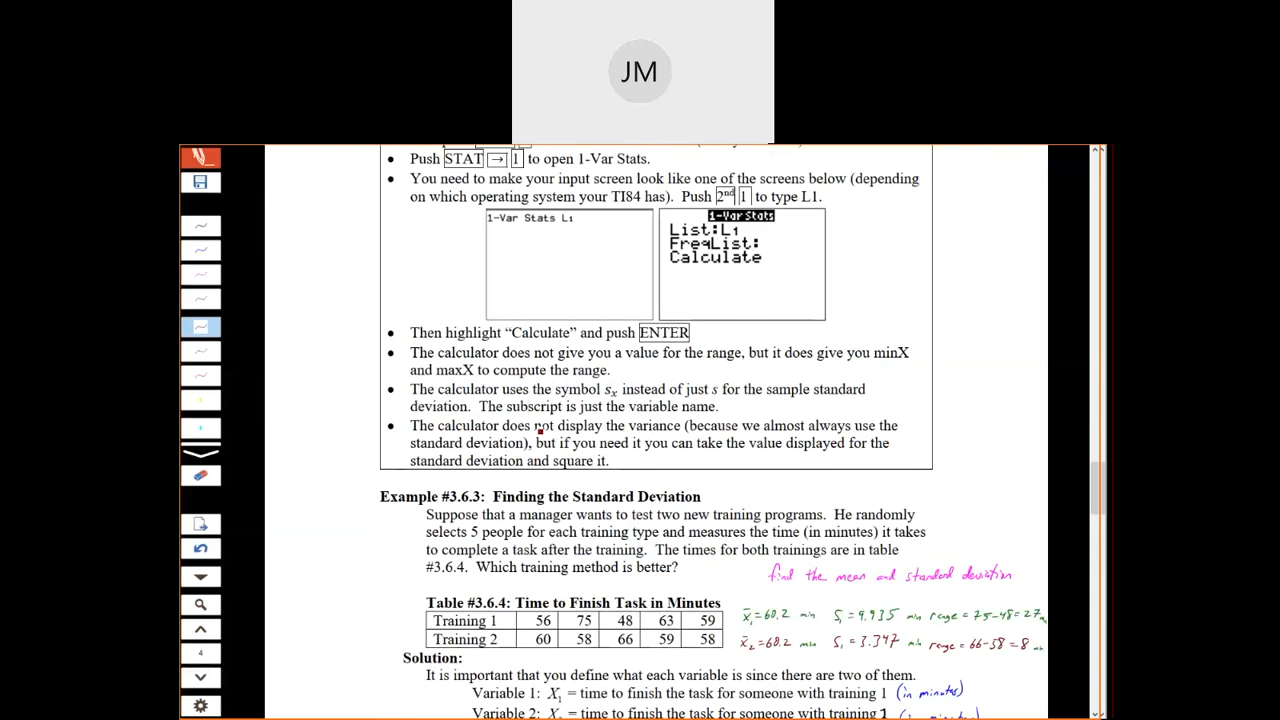 JM
Push STAT → 1 to open 1-Var Stats.
You need to make your input screen look like one of the screens below (depending
on which operating system your TI84 has). Push 2nd 1 to type L1.
1-Var Stats L₁
1-Var Stats
List:L₁
FreqList:
Calculate
Then highlight “Calculate” and push ENTER
The calculator does not give you a value for the range, but it does give you minX
and maxX to compute the range.
The calculator uses the symbol sₓ instead of just s for the sample standard
deviation. The subscript is just the variable name.
The calculator does not display the variance (because we almost always use the
standard deviation), but if you need it you can take the value displayed for the
standard deviation and square it.
Example #3.6.3: Finding the Standard Deviation
Suppose that a manager wants to test two new training programs. He randomly
selects 5 people for each training type and measures the time (in minutes) it takes
to complete a task after the training. The times for both trainings are in table
#3.6.4. Which training method is better?
find the mean and standard deviation
Table #3.6.4: Time to Finish Task in Minutes
Training 1 56 75 48 63 59
x̄₁=60.2 min S₁=9.935 min range=75-48=27
Training 2 60 58 66 59 58
x̄₂=60.2 min S₁=3.347 min range=66-58=8
Solution:
It is important that you define what each variable is since there are two of them.
Variable 1: X₁ = time to finish the task for someone with training 1 (in minutes)
Variable 2: = time to finish the task for someone with training
4